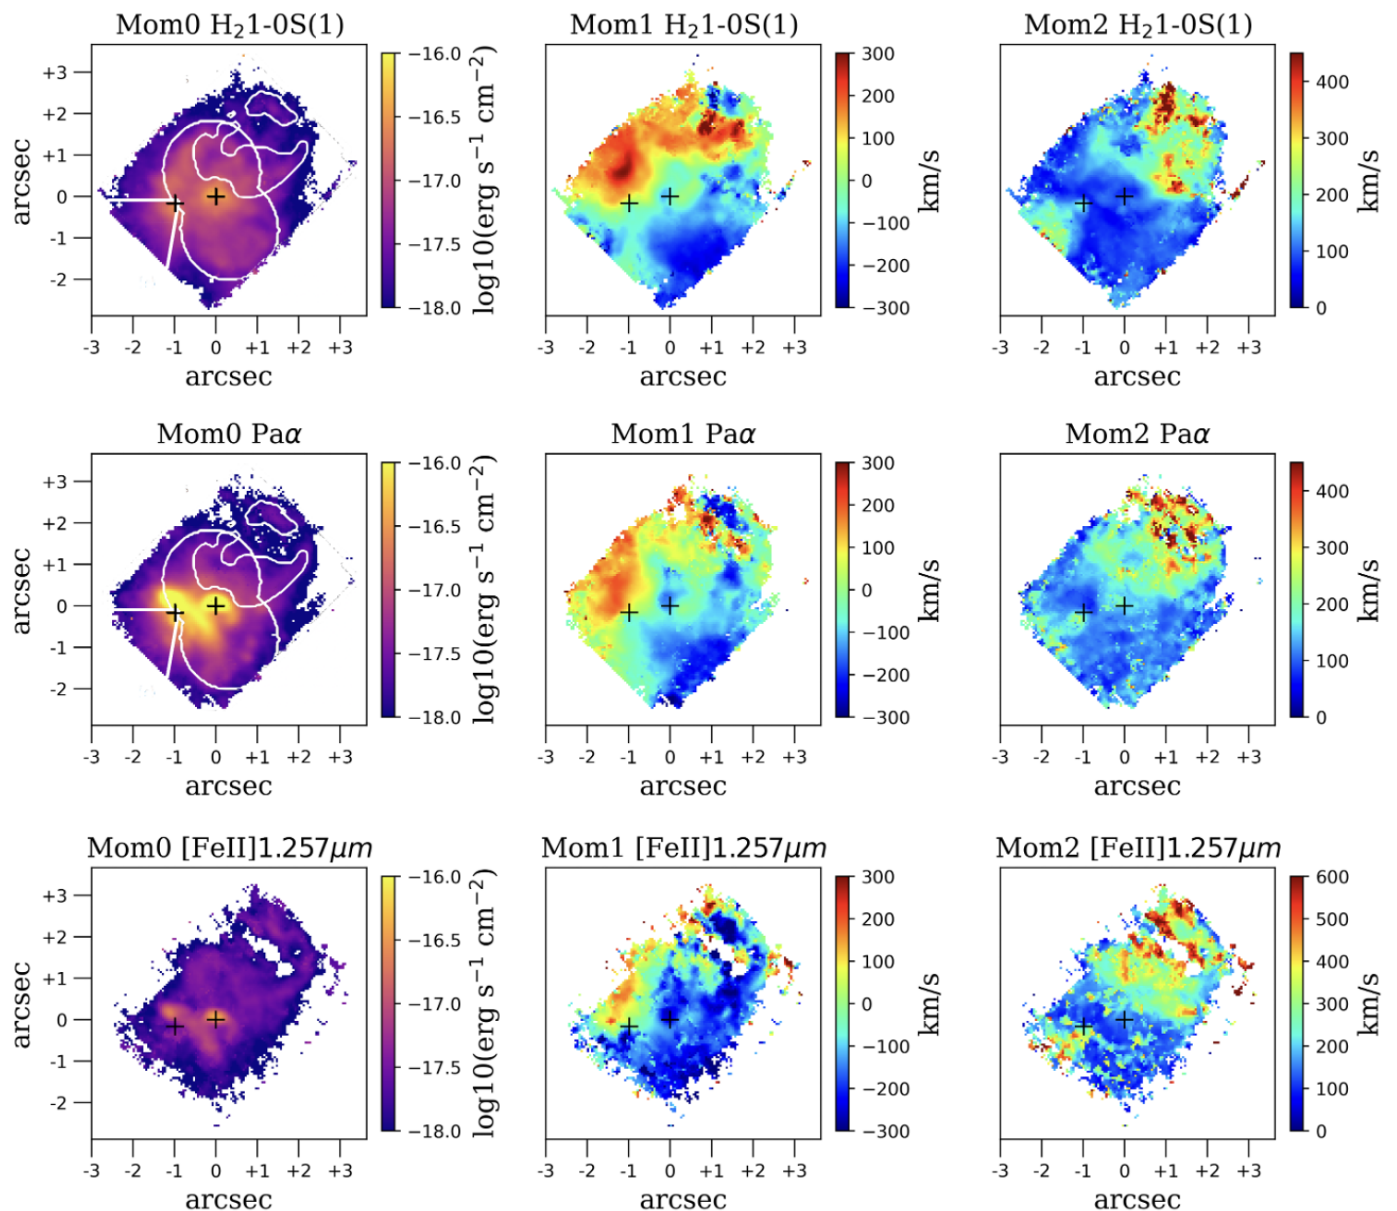 Mom0 H₂1-0S(1)
+3
+2
+1
0
-1
-2
arcsec
-3 -2 -1 0 +1 +2 +3
arcsec
−16.0
−16.5
−17.0
−17.5
−18.0
log10(erg s⁻¹ cm⁻²)
Mom1 H₂1-0S(1)
-3 -2 -1 0 +1 +2 +3
arcsec
300
200
100
0
−100
−200
−300
km/s
Mom2 H₂1-0S(1)
-3 -2 -1 0 +1 +2 +3
arcsec
400
300
200
100
0
km/s
Mom0 Paα
+3
+2
+1
0
-1
-2
arcsec
-3 -2 -1 0 +1 +2 +3
arcsec
−16.0
−16.5
−17.0
−17.5
−18.0
log10(erg s⁻¹ cm⁻²)
Mom1 Paα
-3 -2 -1 0 +1 +2 +3
arcsec
300
200
100
0
−100
−200
−300
km/s
Mom2 Paα
-3 -2 -1 0 +1 +2 +3
arcsec
400
300
200
100
0
km/s
Mom0 [FeII]1.257μm
+3
+2
+1
0
-1
-2
arcsec
-3 -2 -1 0 +1 +2 +3
arcsec
−16.0
−16.5
−17.0
−17.5
−18.0
log10(erg s⁻¹ cm⁻²)
Mom1 [FeII]1.257μm
-3 -2 -1 0 +1 +2 +3
arcsec
300
200
100
0
−100
−200
−300
km/s
Mom2 [FeII]1.257μm
-3 -2 -1 0 +1 +2 +3
arcsec
600
500
400
300
200
100
0
km/s